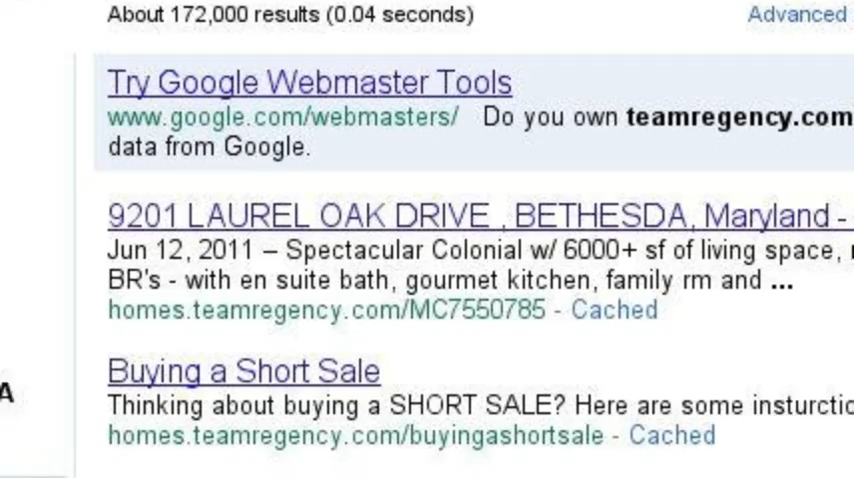 About 172,000 results (0.04 seconds) Advanced
Try Google Webmaster Tools
www.google.com/webmasters/ Do you own teamregency.com
data from Google.
9201 LAUREL OAK DRIVE , BETHESDA, Maryland -
Jun 12, 2011 – Spectacular Colonial w/ 6000+ sf of living space,
BR's - with en suite bath, gourmet kitchen, family rm and ...
homes.teamregency.com/MC7550785 - Cached
Buying a Short Sale
A
Thinking about buying a SHORT SALE? Here are some insturctio
homes.teamregency.com/buyingashortsale - Cached